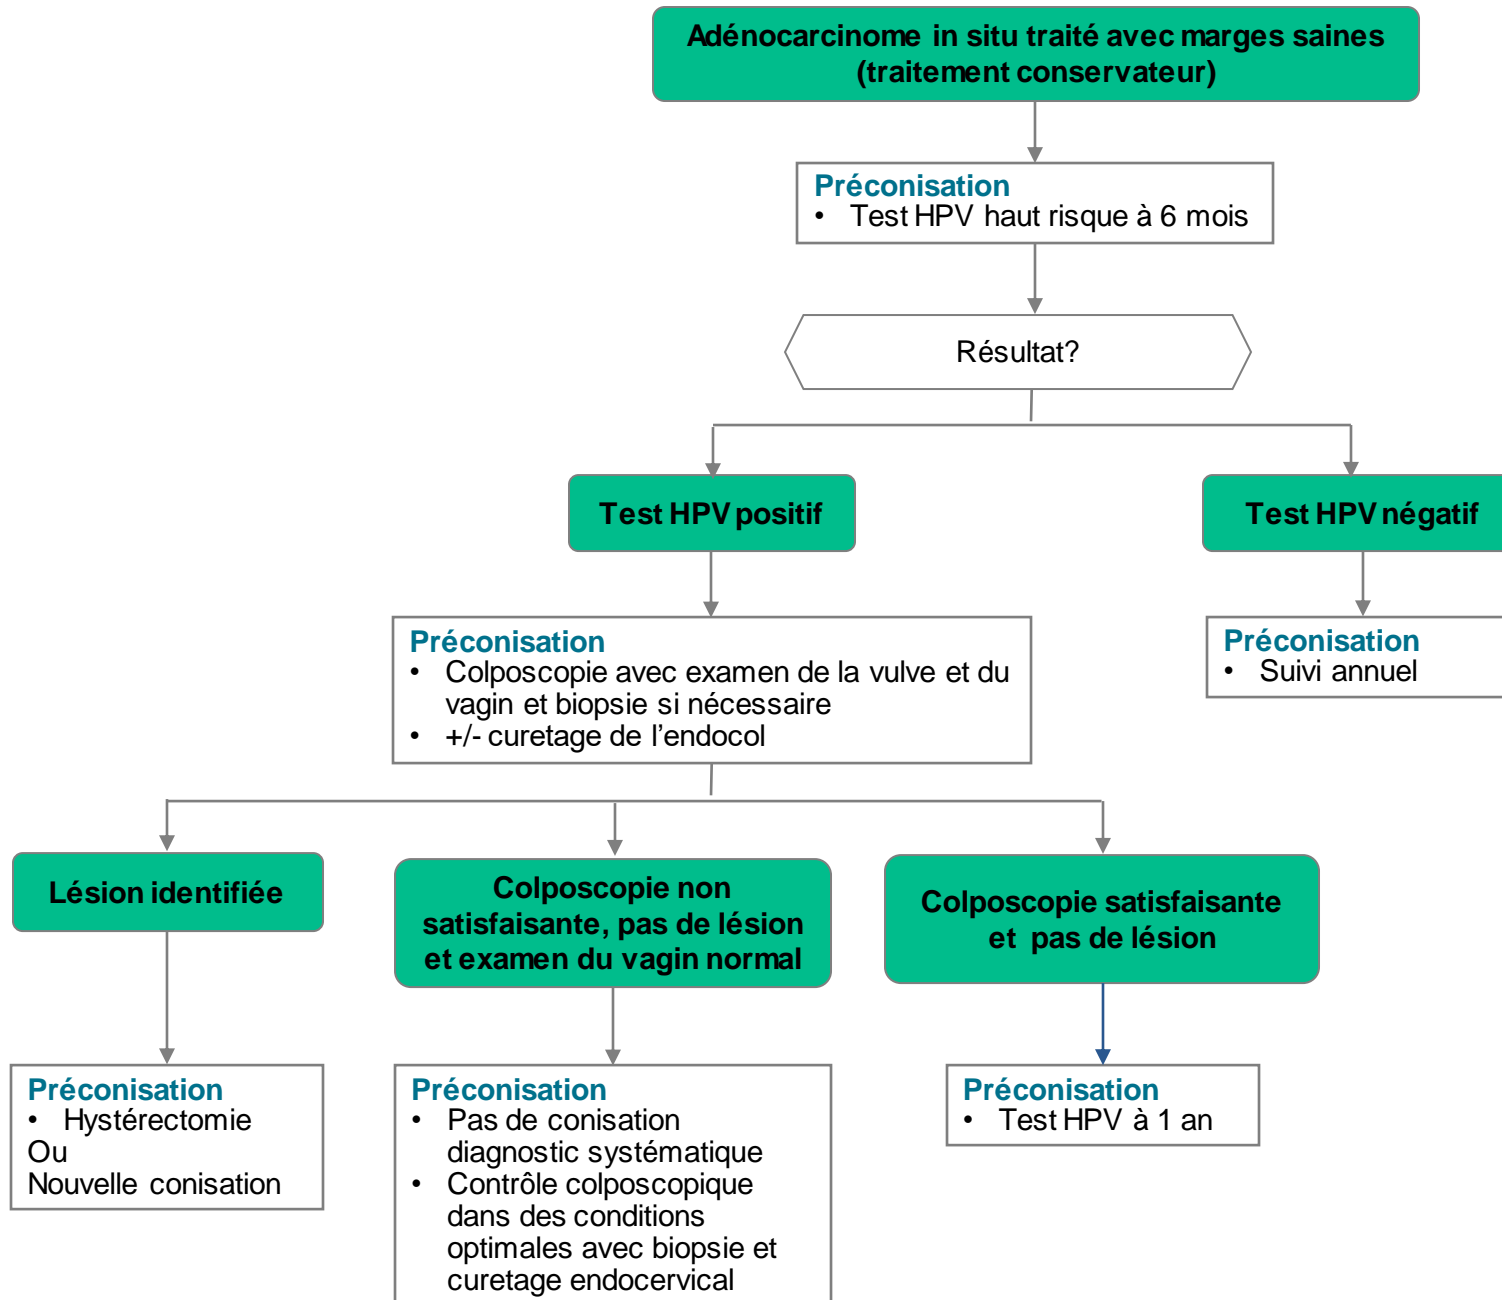 Adénocarcinome in situ traité avec marges saines
(traitement conservateur)
Préconisation
• Test HPV haut risque à 6 mois
Résultat?
Test HPV positif
Test HPV négatif
Préconisation
• Colposcopie avec examen de la vulve et du
vagin et biopsie si nécessaire
• +/- curetage de l’endocol
Préconisation
• Suivi annuel
Lésion identifiée
Colposcopie non
satisfaisante, pas de lésion
et examen du vagin normal
Colposcopie satisfaisante
et pas de lésion
Préconisation
• Hystérectomie
Ou
Nouvelle conisation
Préconisation
• Pas de conisation
diagnostic systématique
• Contrôle colposcopique
dans des conditions
optimales avec biopsie et
curetage endocervical
Préconisation
• Test HPV à 1 an